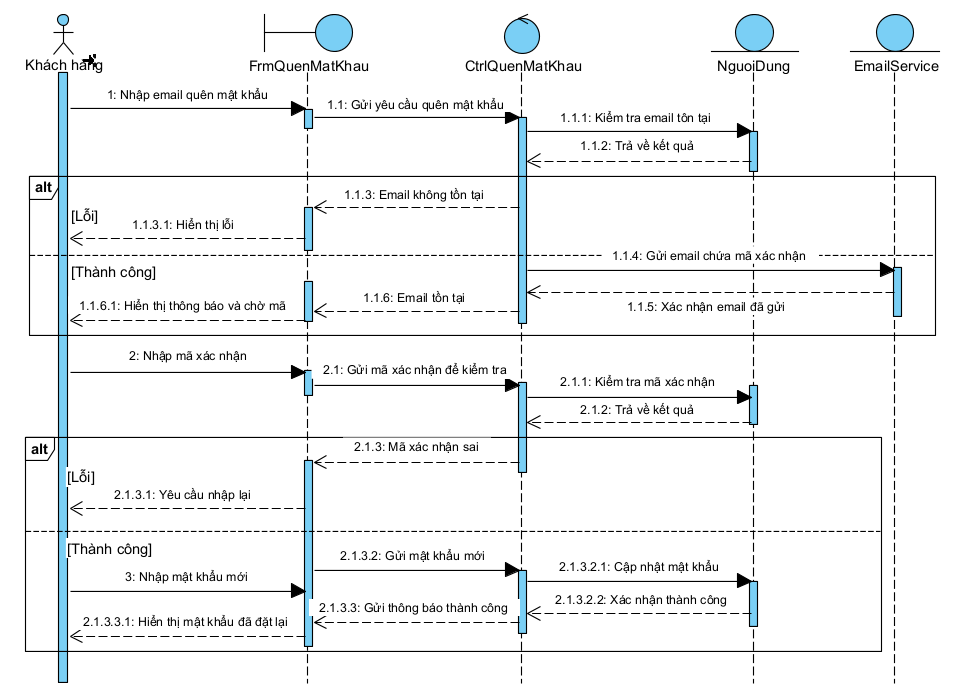 Khách hàng
FrmQuenMatKhau
CtrlQuenMatKhau
NguoiDung
EmailService
1: Nhập email quên mật khẩu
1.1: Gửi yêu cầu quên mật khẩu
1.1.1: Kiểm tra email tồn tại
1.1.2: Trả về kết quả
alt
1.1.3: Email không tồn tại
[Lỗi]
1.1.3.1: Hiển thị lỗi
1.1.4: Gửi email chứa mã xác nhận
[Thành công]
1.1.6: Email tồn tại
1.1.6.1: Hiển thị thông báo và chờ mã
1.1.5: Xác nhận email đã gửi
2: Nhập mã xác nhận
2.1: Gửi mã xác nhận để kiểm tra
2.1.1: Kiểm tra mã xác nhận
2.1.2: Trả về kết quả
alt
2.1.3: Mã xác nhận sai
[Lỗi]
2.1.3.1: Yêu cầu nhập lại
[Thành công]
2.1.3.2: Gửi mật khẩu mới
2.1.3.2.1: Cập nhật mật khẩu
3: Nhập mật khẩu mới
2.1.3.2.2: Xác nhận thành công
2.1.3.3: Gửi thông báo thành công
2.1.3.3.1: Hiển thị mật khẩu đã đặt lại